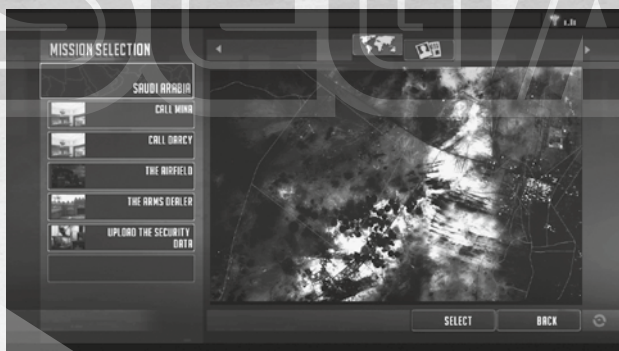 MISSION SELECTION
SAUDI ARABIA
CALL MINA
CALL DARCY
THE AIRFIELD
THE ARMS DEALER
UPLOAD THE SECURITY
DATA
SELECT
BACK